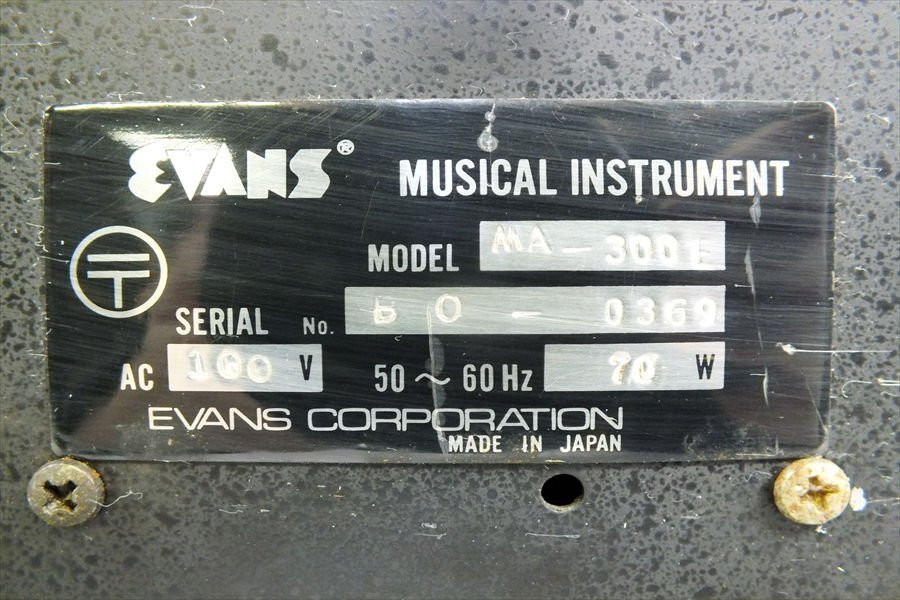 EVANS® MUSICAL INSTRUMENT
MODEL MA-300E
〒
SERIAL No. 60-0369
AC 100 V 50~60Hz 70 W
EVANS CORPORATION
MADE IN JAPAN